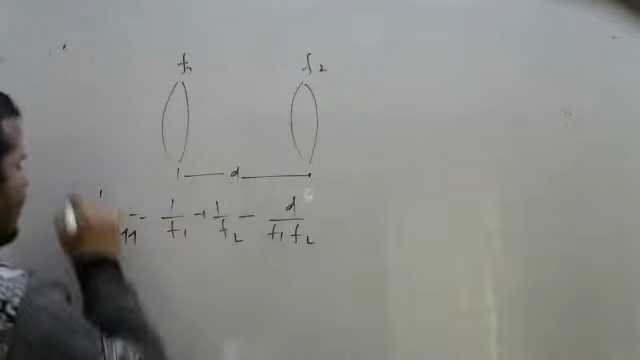 f₁ f₂
d
= 1/f₁ + 1/f₂ - d/f₁f₂